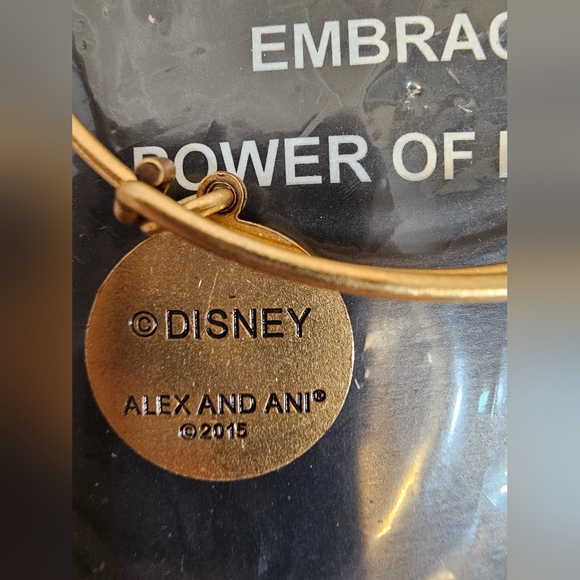 EMBRAC
POWER OF
© DISNEY
ALEX AND ANI®
©2015